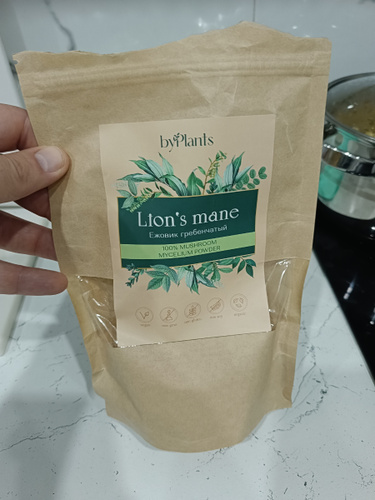 byPlants
Lion's mane
Ежовик гребенчатый
100% MUSHROOM
MYCELIUM POWDER